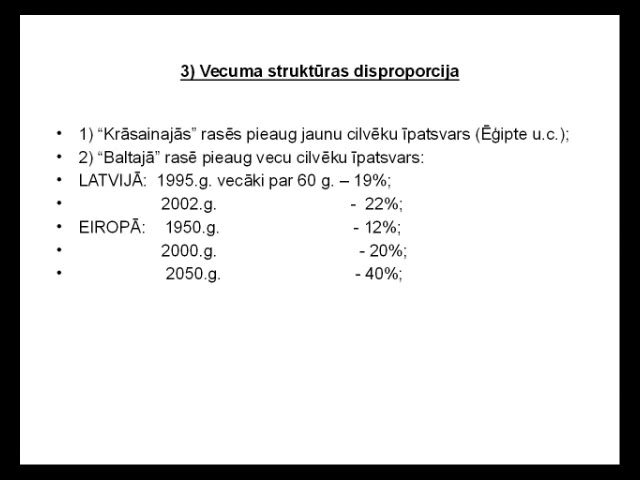 3) Vecuma struktūras disproporcija
• 1) “Krāsainajās” rasēs pieaug jaunu cilvēku īpatsvars (Ēģipte u.c.);
• 2) “Baltajā” rasē pieaug vecu cilvēku īpatsvars:
• LATVIJĀ: 1995.g. vecāki par 60 g. – 19%;
• 2002.g. - 22%;
• EIROPĀ: 1950.g. - 12%;
• 2000.g. - 20%;
• 2050.g. - 40%;